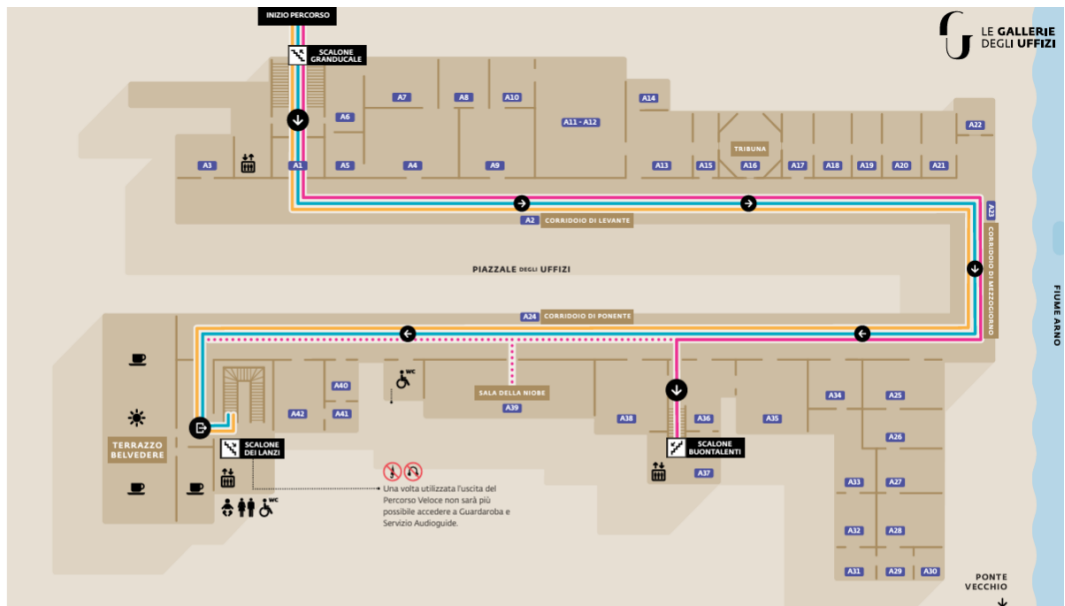 INIZIO PERCORSO
LE GALLERIE
DEGLI UFFIZI
SCALONE
GRANDUCALE
A7
A8
A10
A14
A6
A11 - A12
A22
TRIBUNA
A3
A1
A5
A4
A9
A13
A15
A16
A17
A18
A19
A20
A21
A2
CORRIDOIO DI LEVANTE
A23
CORRIDOIO DI MEZZOGIORNO
PIAZZALE DEGLI UFFIZI
FIUME ARNO
A24
CORRIDOIO DI PONENTE
WC
A40
SALA DELLA NIOBE
A39
A42
A41
A38
A36
A35
A34
A25
TERRAZZO
BELVEDERE
SCALONE
DEI LANZI
SCALONE
BUONTALENTI
A26
A37
A33
A27
Una volta utilizzata l'uscita del
Percorso Veloce non sarà più
possibile accedere a Guardaroba e
Servizio Audioguide.
WC
A32
A28
A31
A29
A30
PONTE
VECCHIO